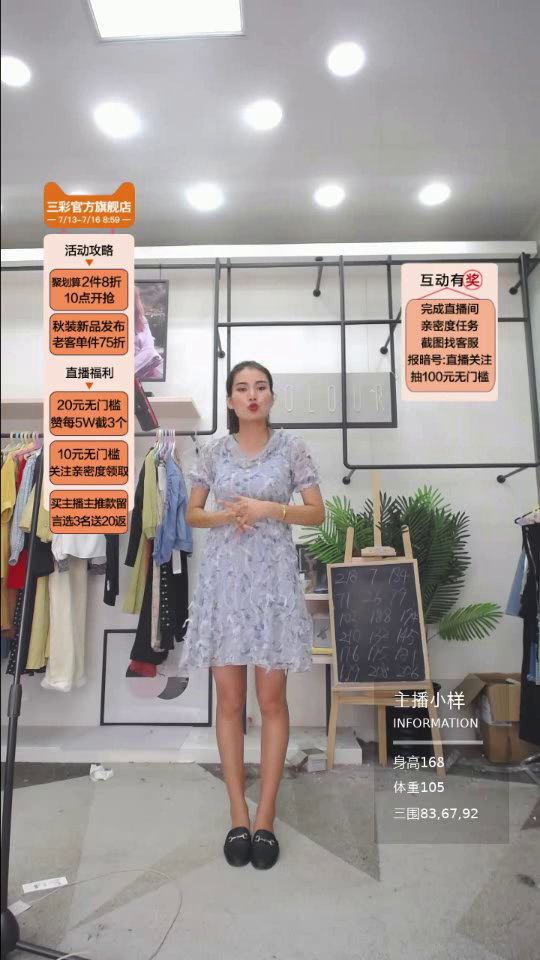 三彩官方旗舰店
7/13-7/16 8:59
活动攻略
聚划算2件8折
10点开抢
秋装新品发布
老客单件75折
直播福利
20元无门槛
赞每5W截3个
10元无门槛
关注亲密度领取
买主播主推款留
言选3名送20返
互动有奖
完成直播间
亲密度任务
截图找客服
报暗号:直播关注
抽100元无门槛
COLOUR
主播小样
INFORMATION
身高168
体重105
三围83,67,92